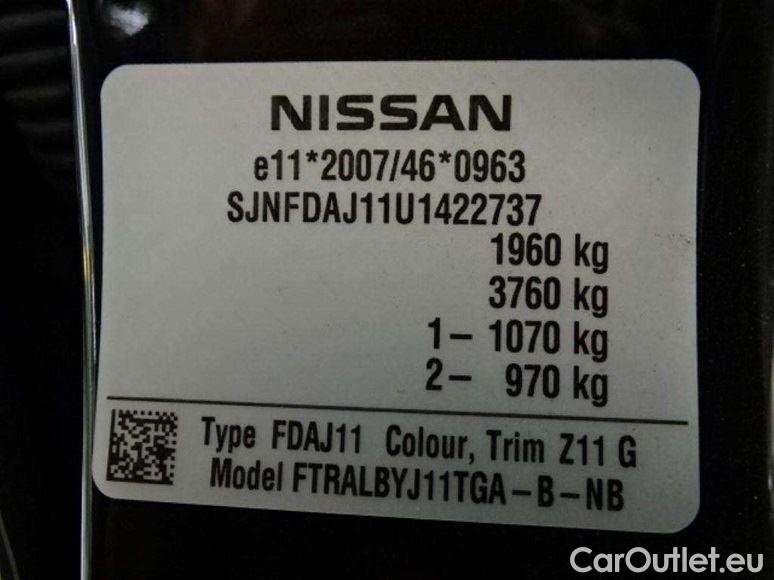 NISSAN
e11*2007/46*0963
SJNFDAJ11U1422737
1960 kg
3760 kg
1– 1070 kg
2– 970 kg
Type FDAJ11 Colour, Trim Z11 G
Model FTRALBYJ11TGA–B–NB
CarOutlet.eu